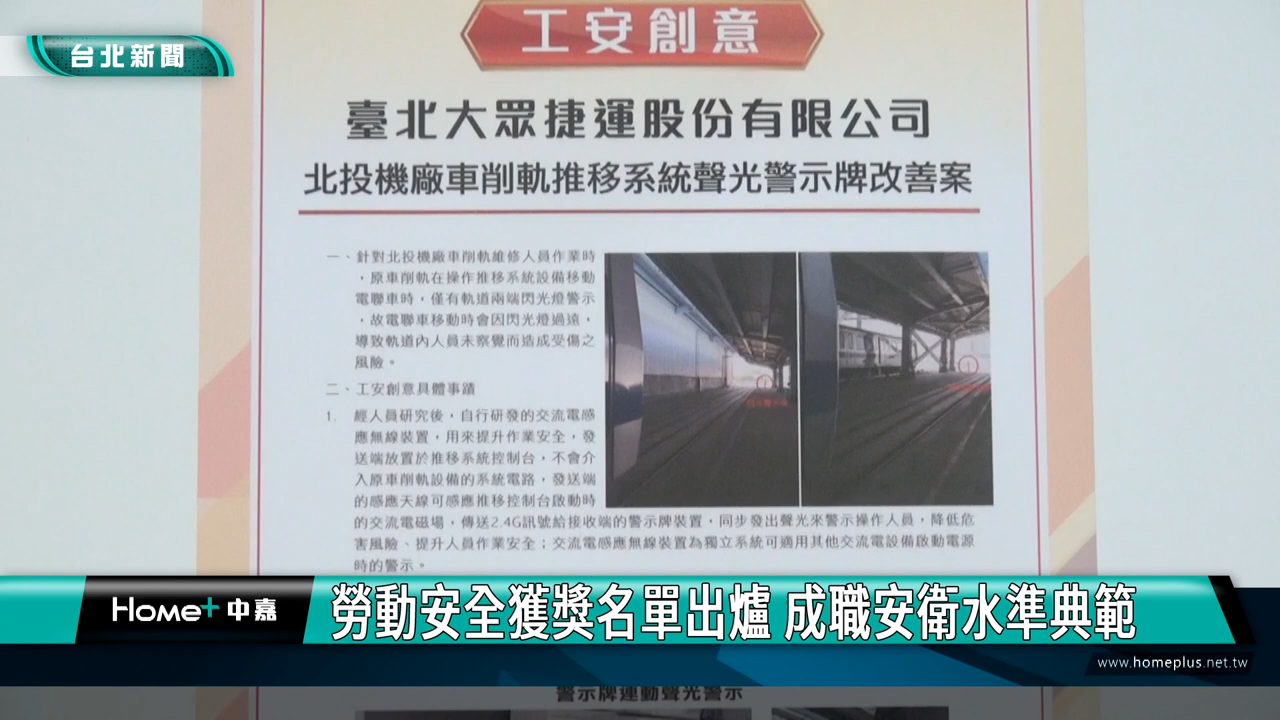 台北新聞
工安創意
臺北大眾捷運股份有限公司
北投機廠車削軌推移系統聲光警示牌改善案
一、針對北投機廠車削軌維修人員作業時
，原車削軌在操作推移系統設備移動
電聯車時，僅有軌道兩端閃光燈警示
，故電聯車移動時會因閃光燈過遠，
導致軌道內人員未察覺而造成受傷之
風險。
二、工安創意具體事蹟
1. 經人員研究後，自行研發的交流電感
應無線裝置，用來提升作業安全，發
送端放置於推移系統控制台，不會介
入原車削軌設備的系統電路，發送端
的感應天線可感應推移控制台啟動時
的交流電磁場，傳送2.4G訊號給接收端的警示牌裝置，同步發出聲光來警示操作人員，降低危
害風險、提升人員作業安全；交流電感應無線裝置為獨立系統可適用其他交流電設備啟動電源
時的警示。
Home+ 中嘉
勞動安全獲獎名單出爐 成職安衛水準典範
www.homeplus.net.tw
警示牌連動聲光警示